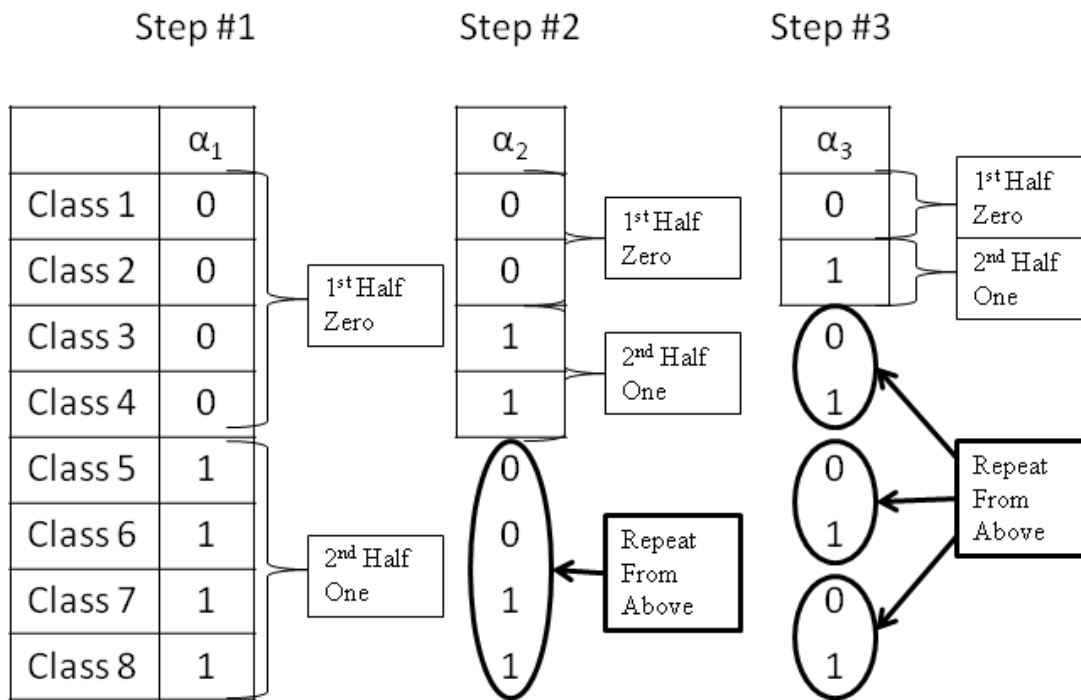 Step #1 Step #2 Step #3
α₁ α₂ α₃
Class 1 0 0 0
Class 2 0 0 1
Class 3 0 1 0
Class 4 0 1 1
Class 5 1 0 0
Class 6 1 0 1
Class 7 1 1 0
Class 8 1 1 1
1st Half
Zero
2nd Half
One
1st Half
Zero
2nd Half
One
Repeat
From
Above
1st Half
Zero
2nd Half
One
Repeat
From
Above